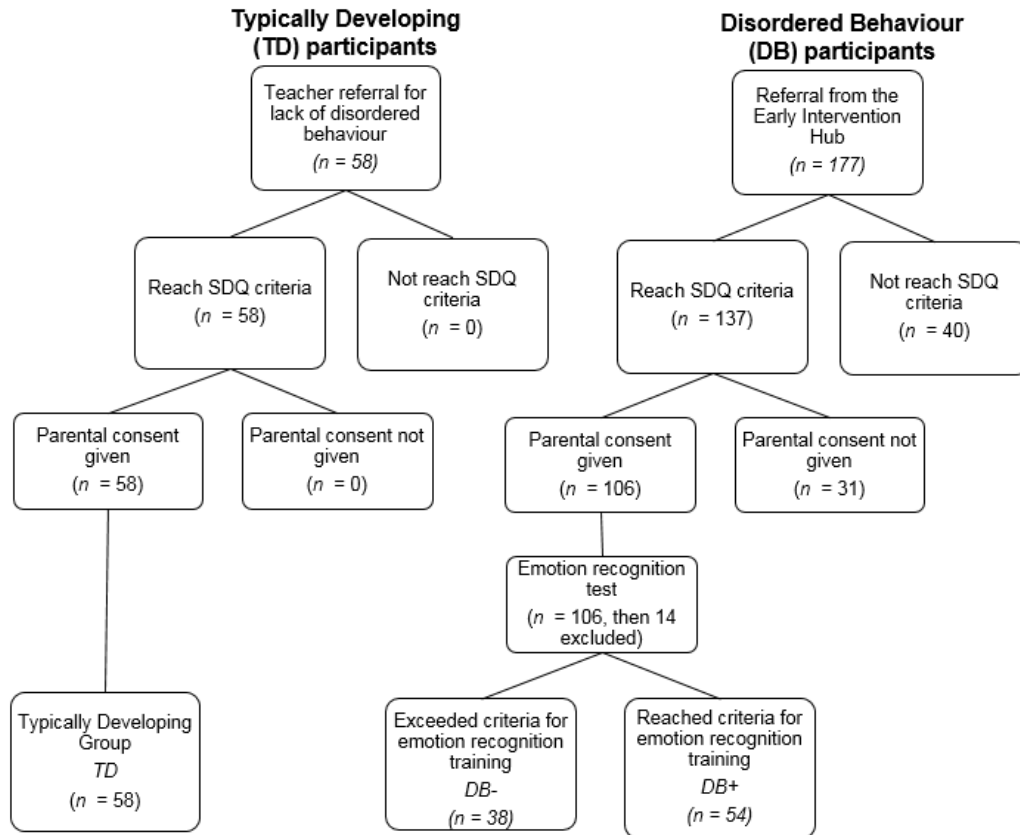 Typically Developing
(TD) participants
Disordered Behaviour
(DB) participants
Teacher referral for
lack of disordered
behaviour
(n = 58)
Referral from the
Early Intervention
Hub
(n = 177)
Reach SDQ criteria
(n = 58)
Not reach SDQ
criteria
(n = 0)
Reach SDQ criteria
(n = 137)
Not reach SDQ
criteria
(n = 40)
Parental consent
given
(n = 58)
Parental consent not
given
(n = 0)
Parental consent
given
(n = 106)
Parental consent not
given
(n = 31)
Emotion recognition
test
(n = 106, then 14
excluded)
Typically Developing
Group
TD
(n = 58)
Exceeded criteria for
emotion recognition
training
DB-
(n = 38)
Reached criteria for
emotion recognition
training
DB+
(n = 54)